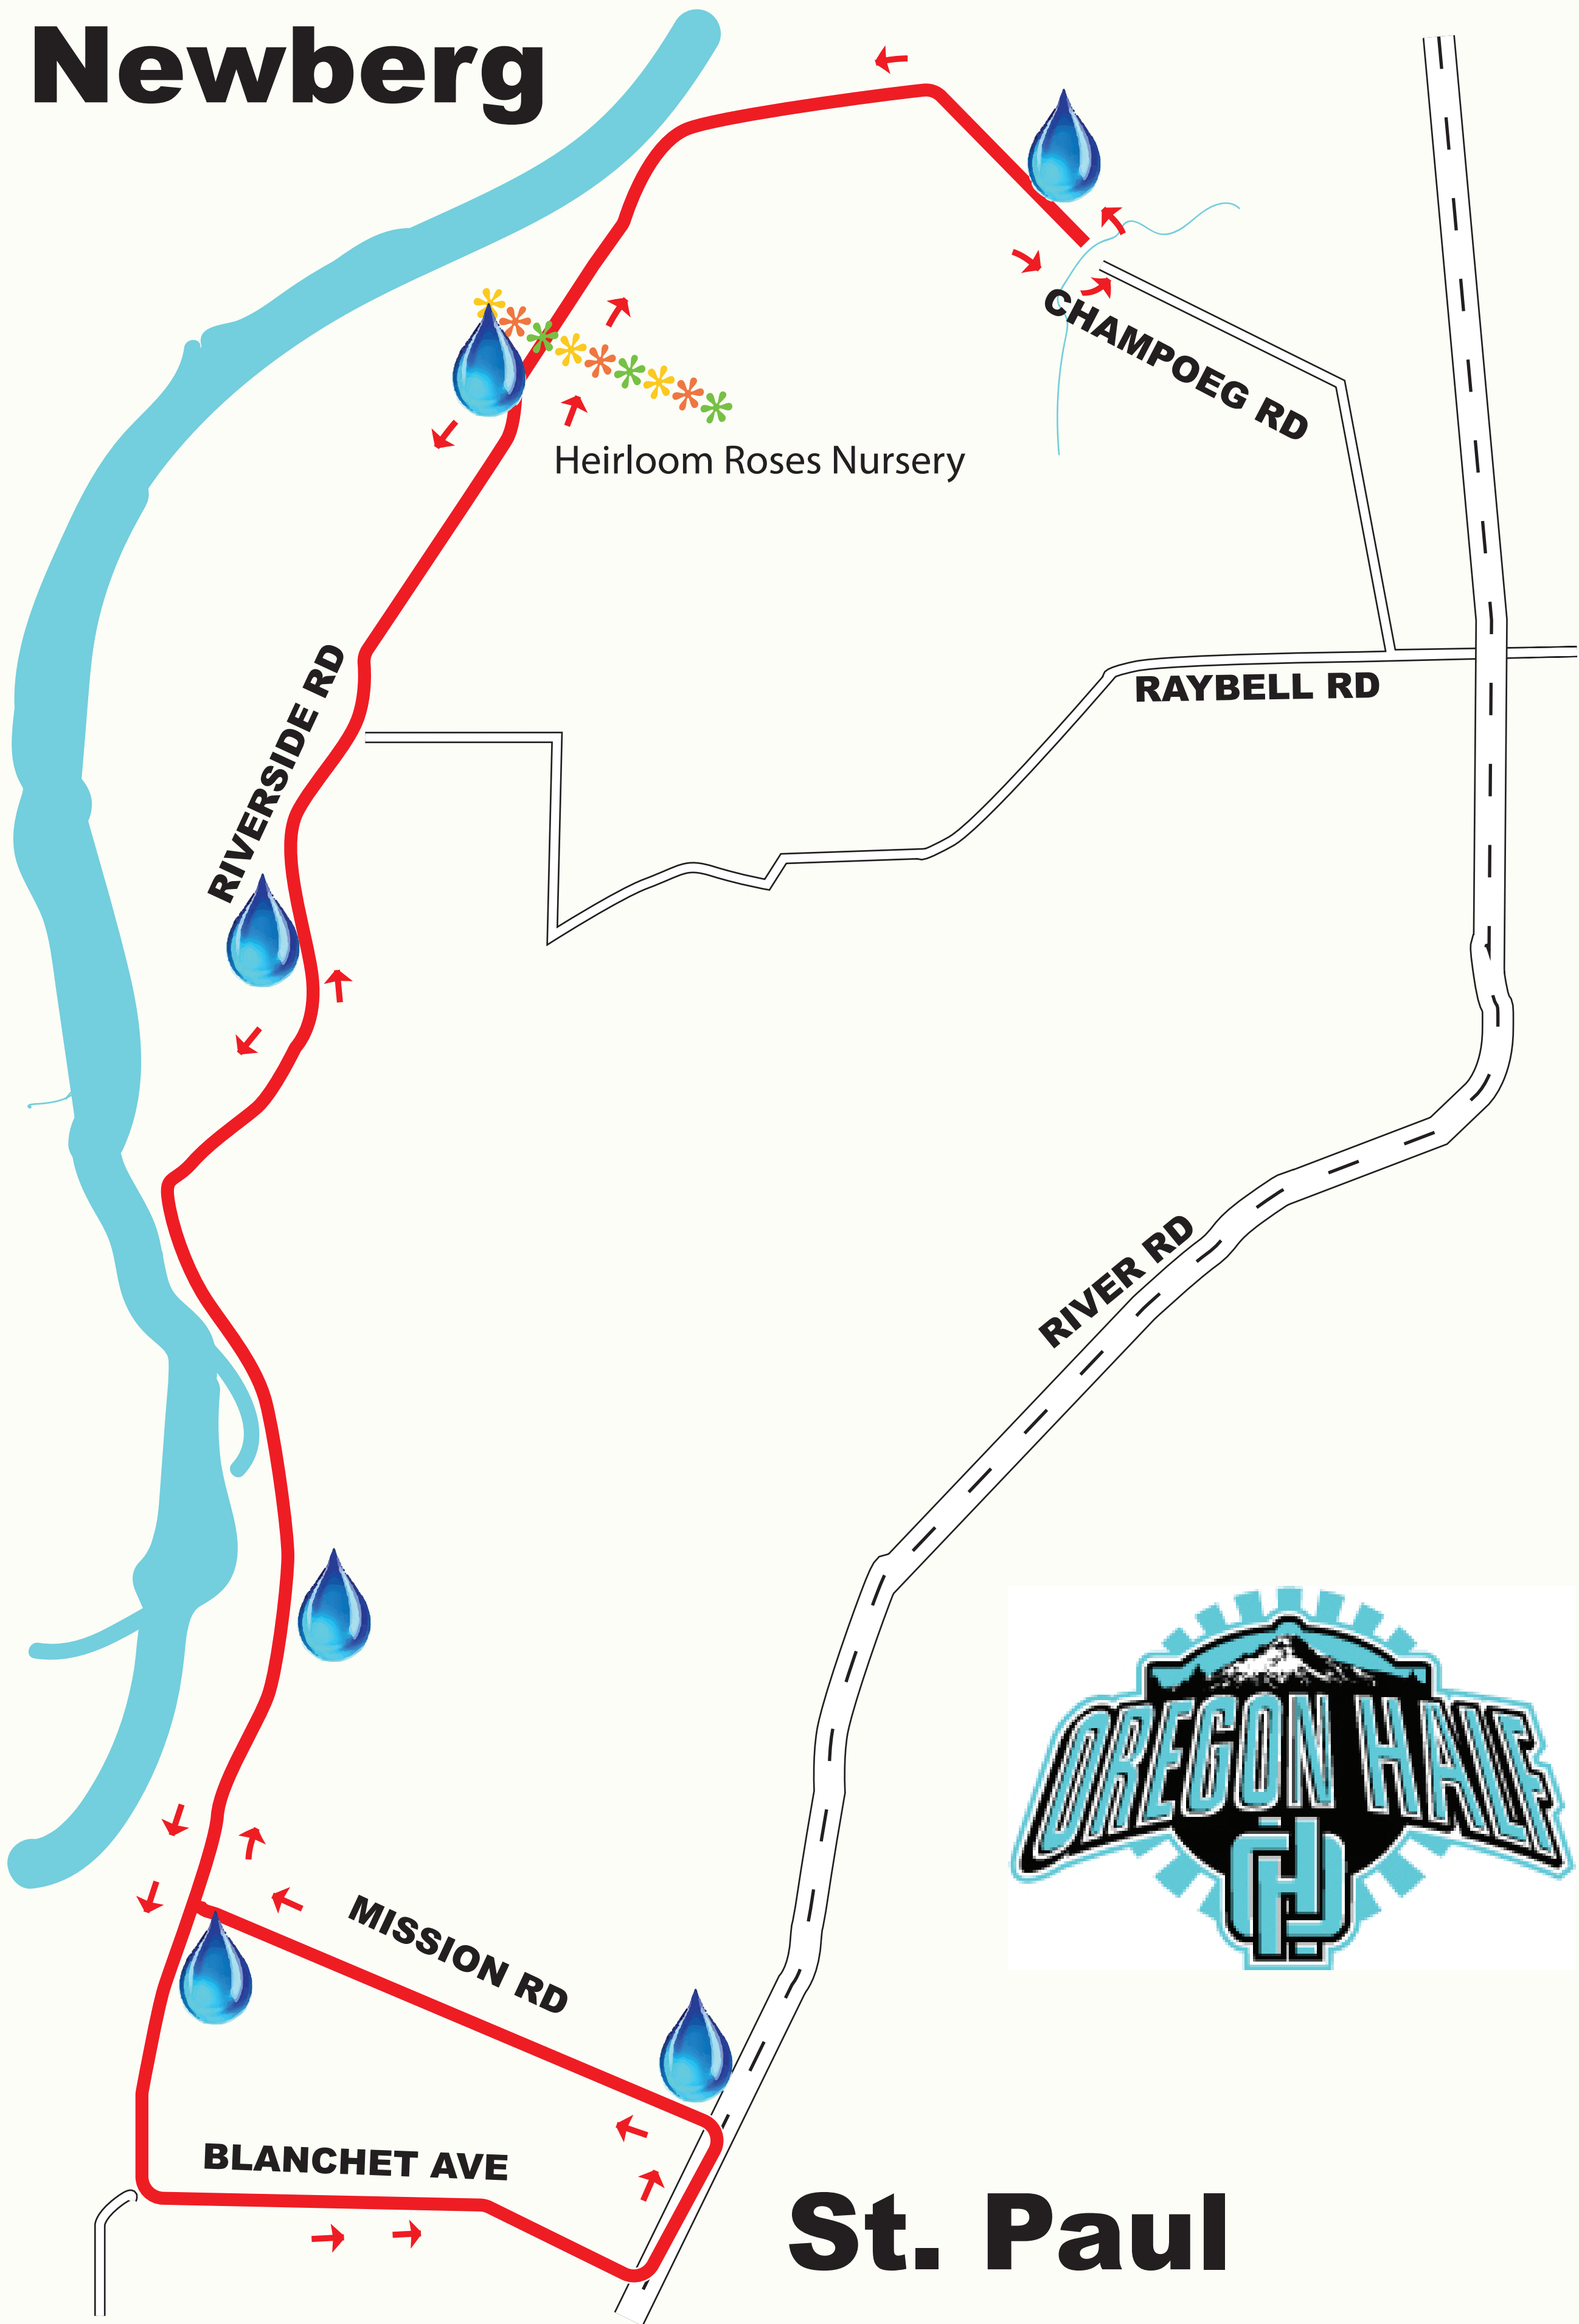 Newberg
CHAMPOEG RD
Heirloom Roses Nursery
RAYBELL RD
RIVERSIDE RD
RIVER RD
OREGON HALF
OH
MISSION RD
BLANCHET AVE
St. Paul